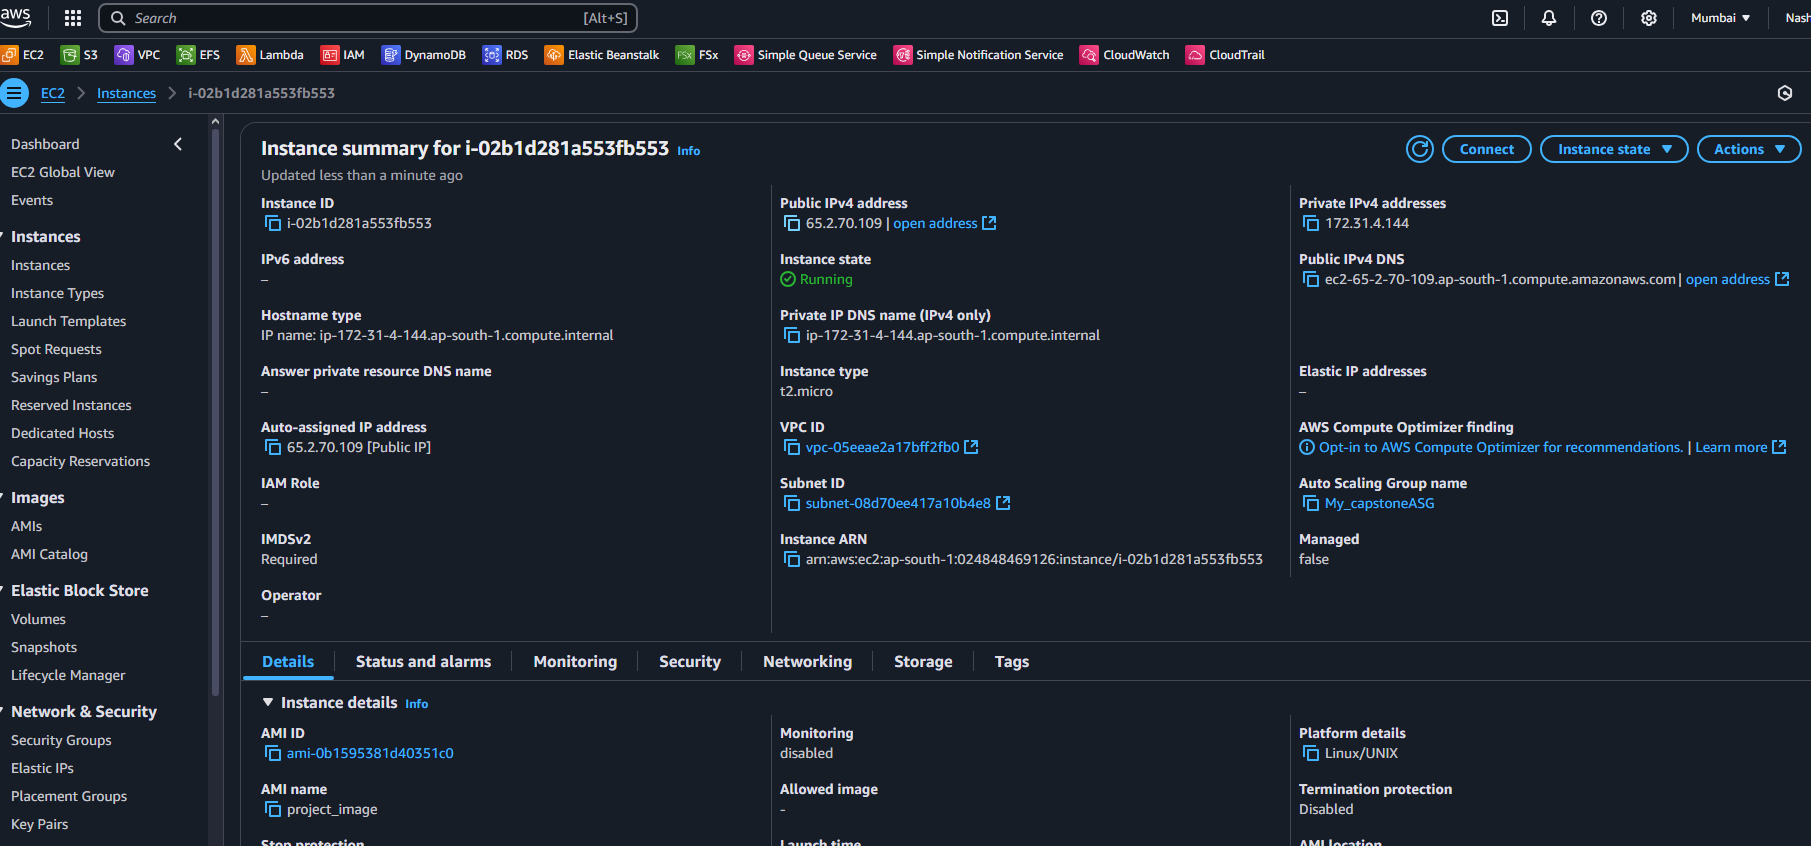 aws
Search
[Alt+S]
Mumbai
Nash
EC2
S3
VPC
EFS
Lambda
IAM
DynamoDB
RDS
Elastic Beanstalk
FSx
FSx
Simple Queue Service
Simple Notification Service
CloudWatch
CloudTrail
EC2
Instances
i-02b1d281a553fb553
Dashboard
EC2 Global View
Events
Instances
Instances
Instance Types
Launch Templates
Spot Requests
Savings Plans
Reserved Instances
Dedicated Hosts
Capacity Reservations
Images
AMIs
AMI Catalog
Elastic Block Store
Volumes
Snapshots
Lifecycle Manager
Network & Security
Security Groups
Elastic IPs
Placement Groups
Key Pairs
Instance summary for i-02b1d281a553fb553 Info
Updated less than a minute ago
Connect
Instance state
Actions
Instance ID
i-02b1d281a553fb553
Public IPv4 address
65.2.70.109 | open address
Private IPv4 addresses
172.31.4.144
IPv6 address
–
Instance state
Running
Public IPv4 DNS
ec2-65-2-70-109.ap-south-1.compute.amazonaws.com | open address
Hostname type
IP name: ip-172-31-4-144.ap-south-1.compute.internal
Private IP DNS name (IPv4 only)
ip-172-31-4-144.ap-south-1.compute.internal
Answer private resource DNS name
–
Instance type
t2.micro
Elastic IP addresses
–
Auto-assigned IP address
65.2.70.109 [Public IP]
VPC ID
vpc-05eeae2a17bff2fb0
AWS Compute Optimizer finding
Opt-in to AWS Compute Optimizer for recommendations. | Learn more
IAM Role
–
Subnet ID
subnet-08d70ee417a10b4e8
Auto Scaling Group name
My_capstoneASG
IMDSv2
Required
Instance ARN
arn:aws:ec2:ap-south-1:024848469126:instance/i-02b1d281a553fb553
Managed
false
Operator
–
Details
Status and alarms
Monitoring
Security
Networking
Storage
Tags
Instance details Info
AMI ID
ami-0b1595381d40351c0
Monitoring
disabled
Platform details
Linux/UNIX
AMI name
project_image
Allowed image
-
Termination protection
Disabled
Stop protection
Launch time
AMI location